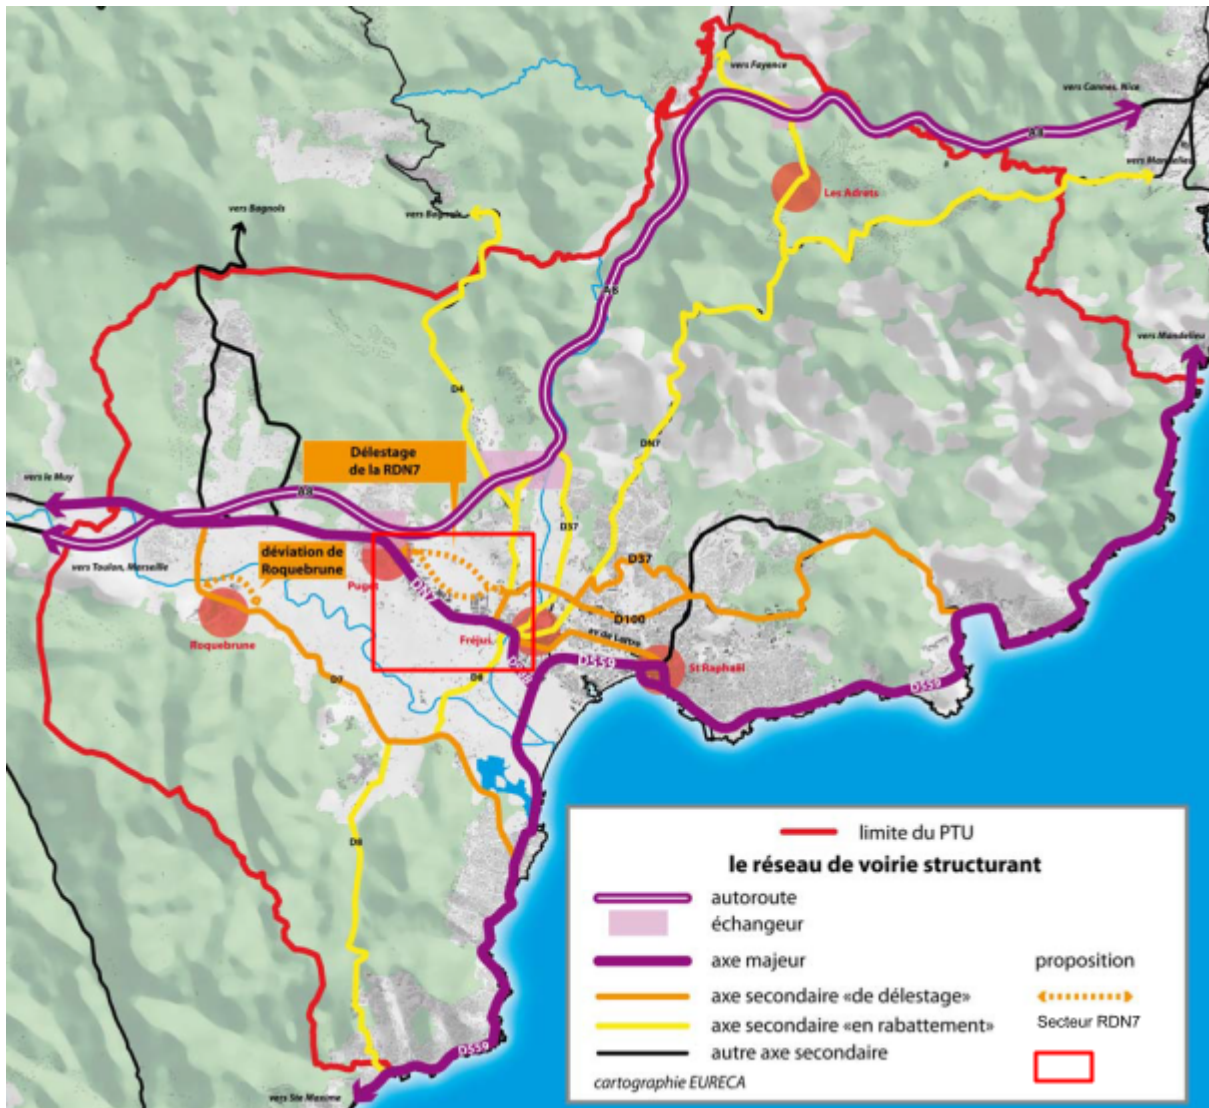 vers Fayence
vers Cannes, Nice
A8
vers Mandelieu
Les Adrets
vers Bagnols
vers Bagnols
A8
vers Mandelieu
D4
DN7
Délestage
de la RDN7
vers le Muy
A8
D37
déviation de
Roquebrune
D37
vers Toulon, Marseille
Puget
DN7
D100
Fréjus
av de Lattre
Roquebrune
D559
St Raphaël
D7
D8
D559
D8
D559
vers Ste Maxime
limite du PTU
le réseau de voirie structurant
autoroute
échangeur
axe majeur
proposition
axe secondaire «de délestage»
axe secondaire «en rabattement»
Secteur RDN7
autre axe secondaire
cartographie EURECA